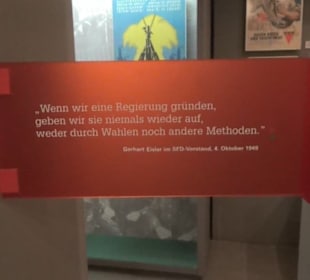 „Wenn wir eine Regierung gründen,
geben wir sie niemals wieder auf,
weder durch Wahlen noch andere Methoden."
Gerhart Eisler im SED-Vorstand, 4. Oktober 1949